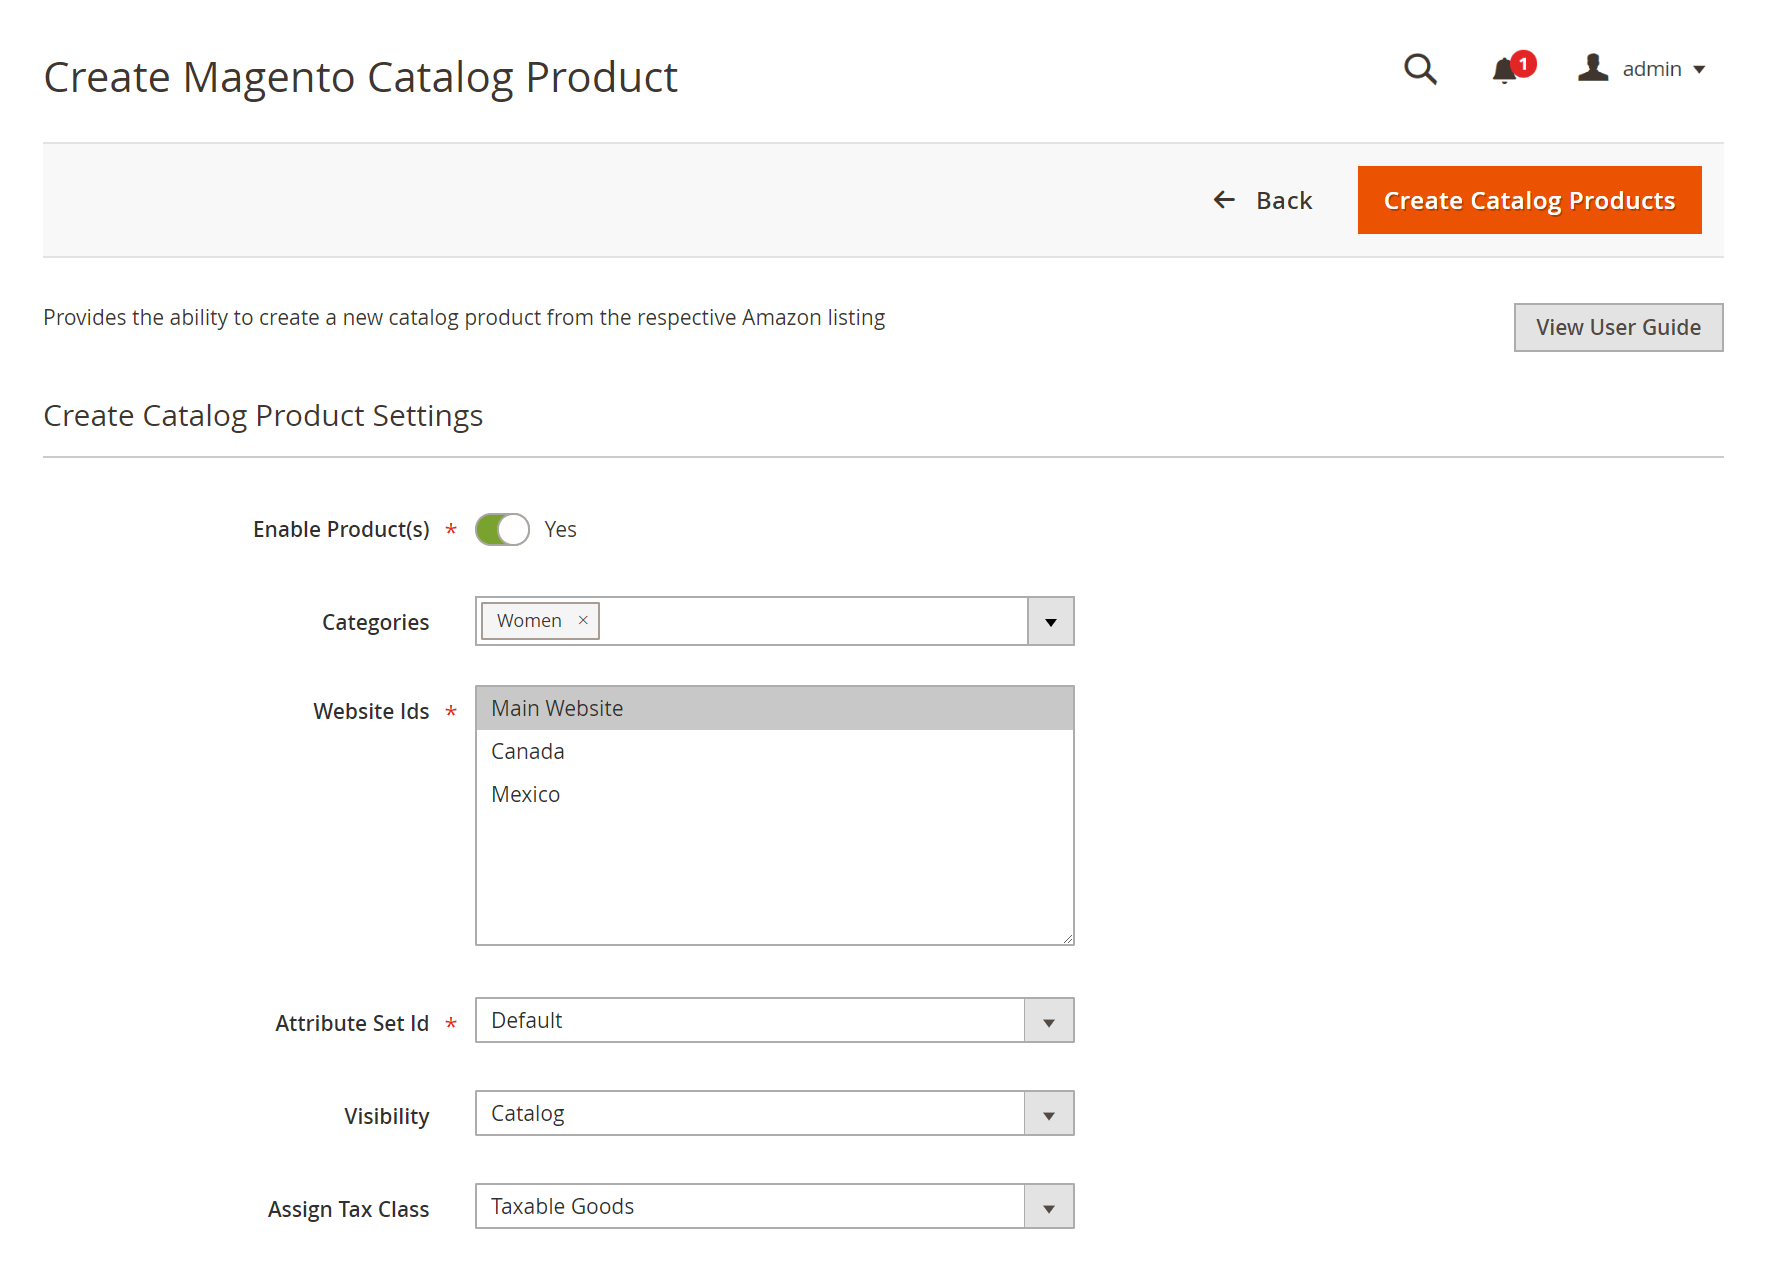 Create Magento Catalog Product
1
admin
Back
Create Catalog Products
Provides the ability to create a new catalog product from the respective Amazon listing
View User Guide
Create Catalog Product Settings
Enable Product(s) * Yes
Categories Women ×
Website Ids * Main Website
Canada
Mexico
Attribute Set Id * Default
Visibility Catalog
Assign Tax Class Taxable Goods